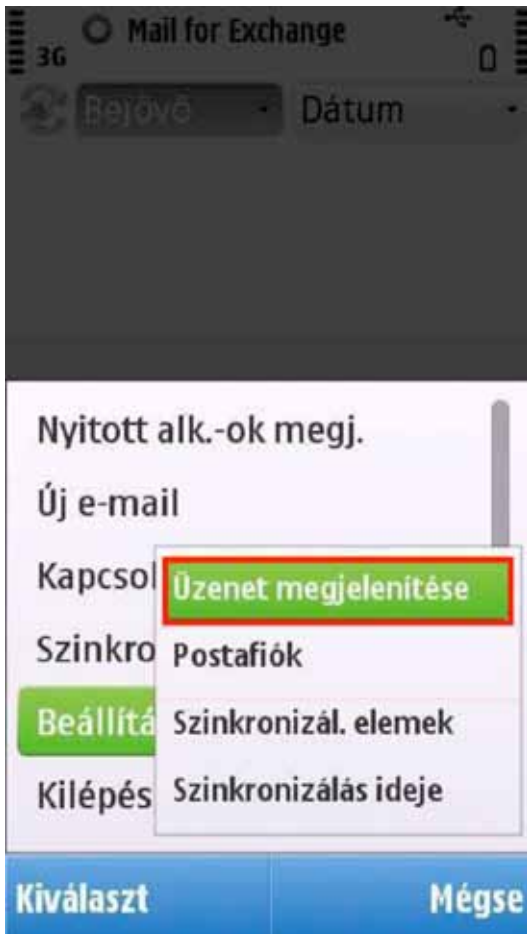 3G
Mail for Exchange
Bejövő
Dátum
Nyitott alk.-ok megj.
Új e-mail
Kapcsol
Szinkro
Beállítá
Kilépés
Üzenet megjelenítése
Postafiók
Szinkronizál. elemek
Szinkronizálás ideje
Kiválaszt
Mégse